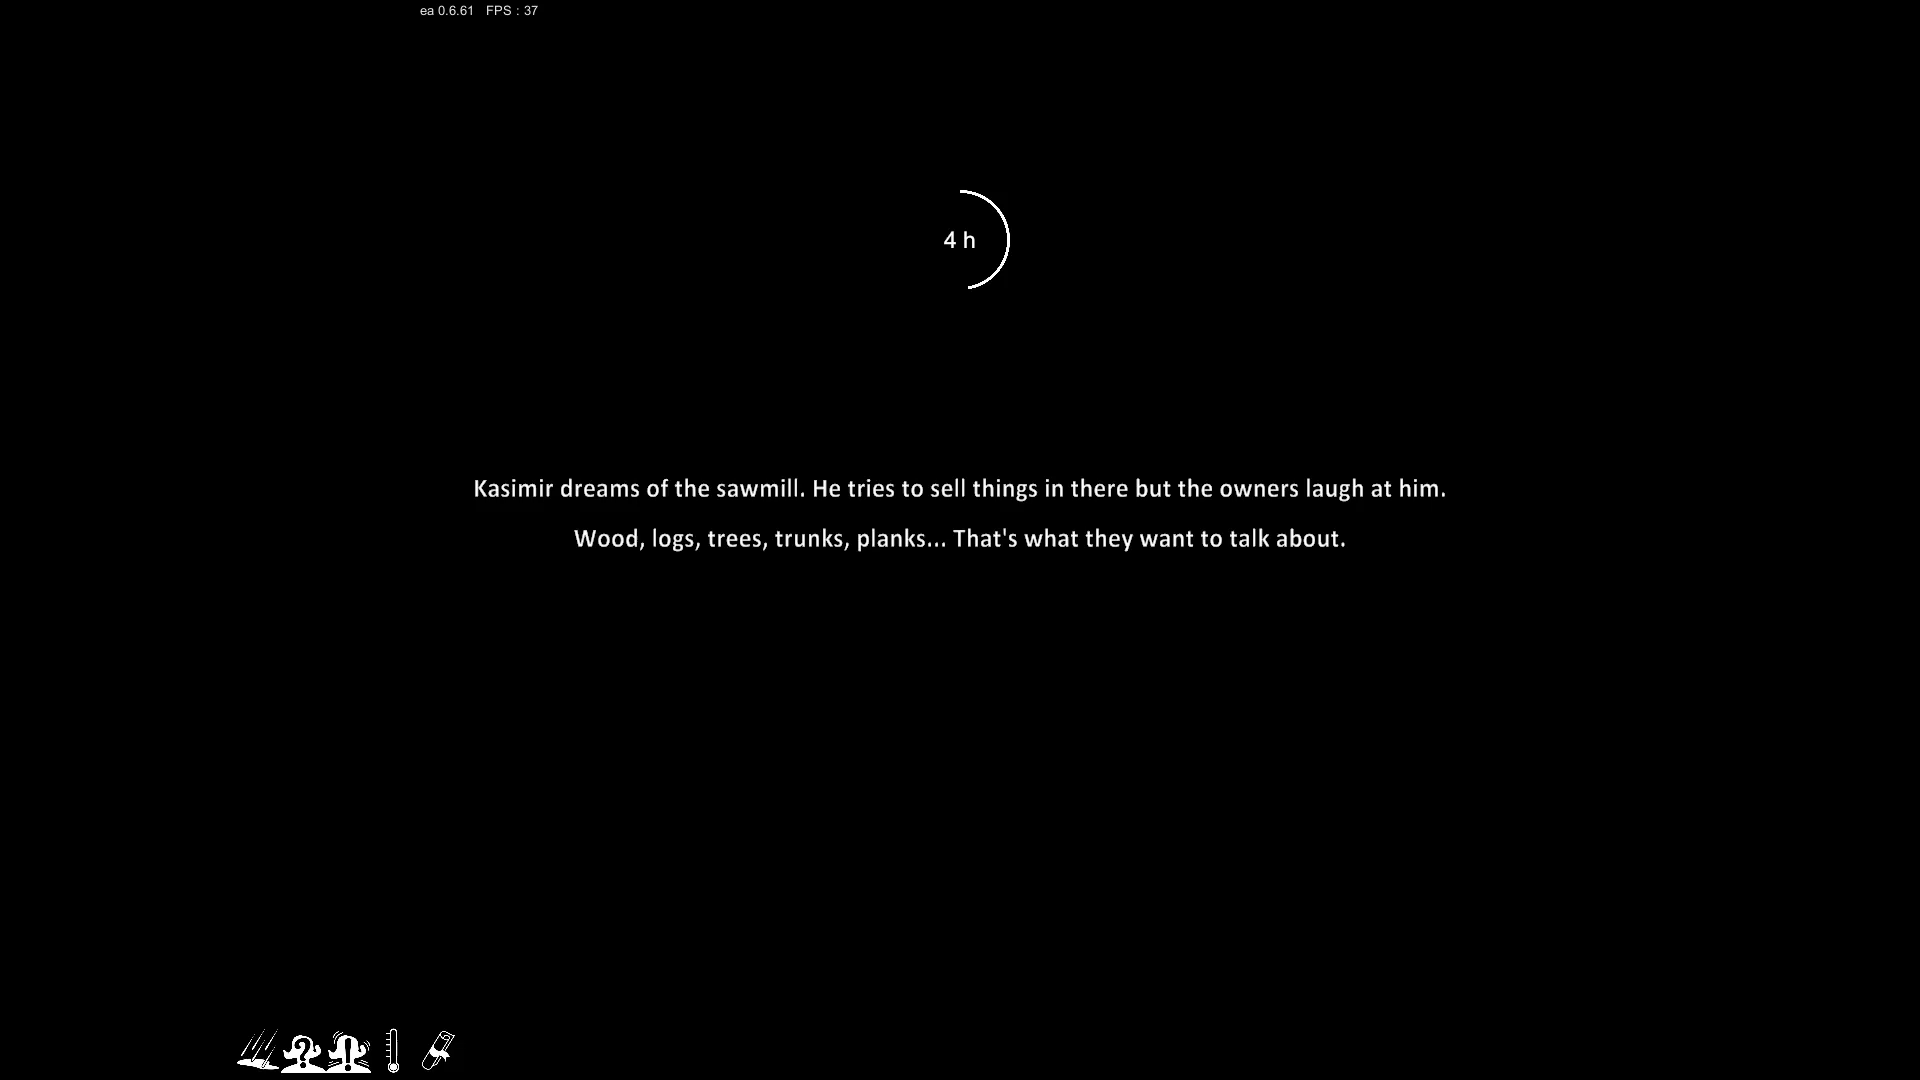 ea 0.6.61 FPS : 37
4 h
Kasimir dreams of the sawmill. He tries to sell things in there but the owners laugh at him.
Wood, logs, trees, trunks, planks... That's what they want to talk about.